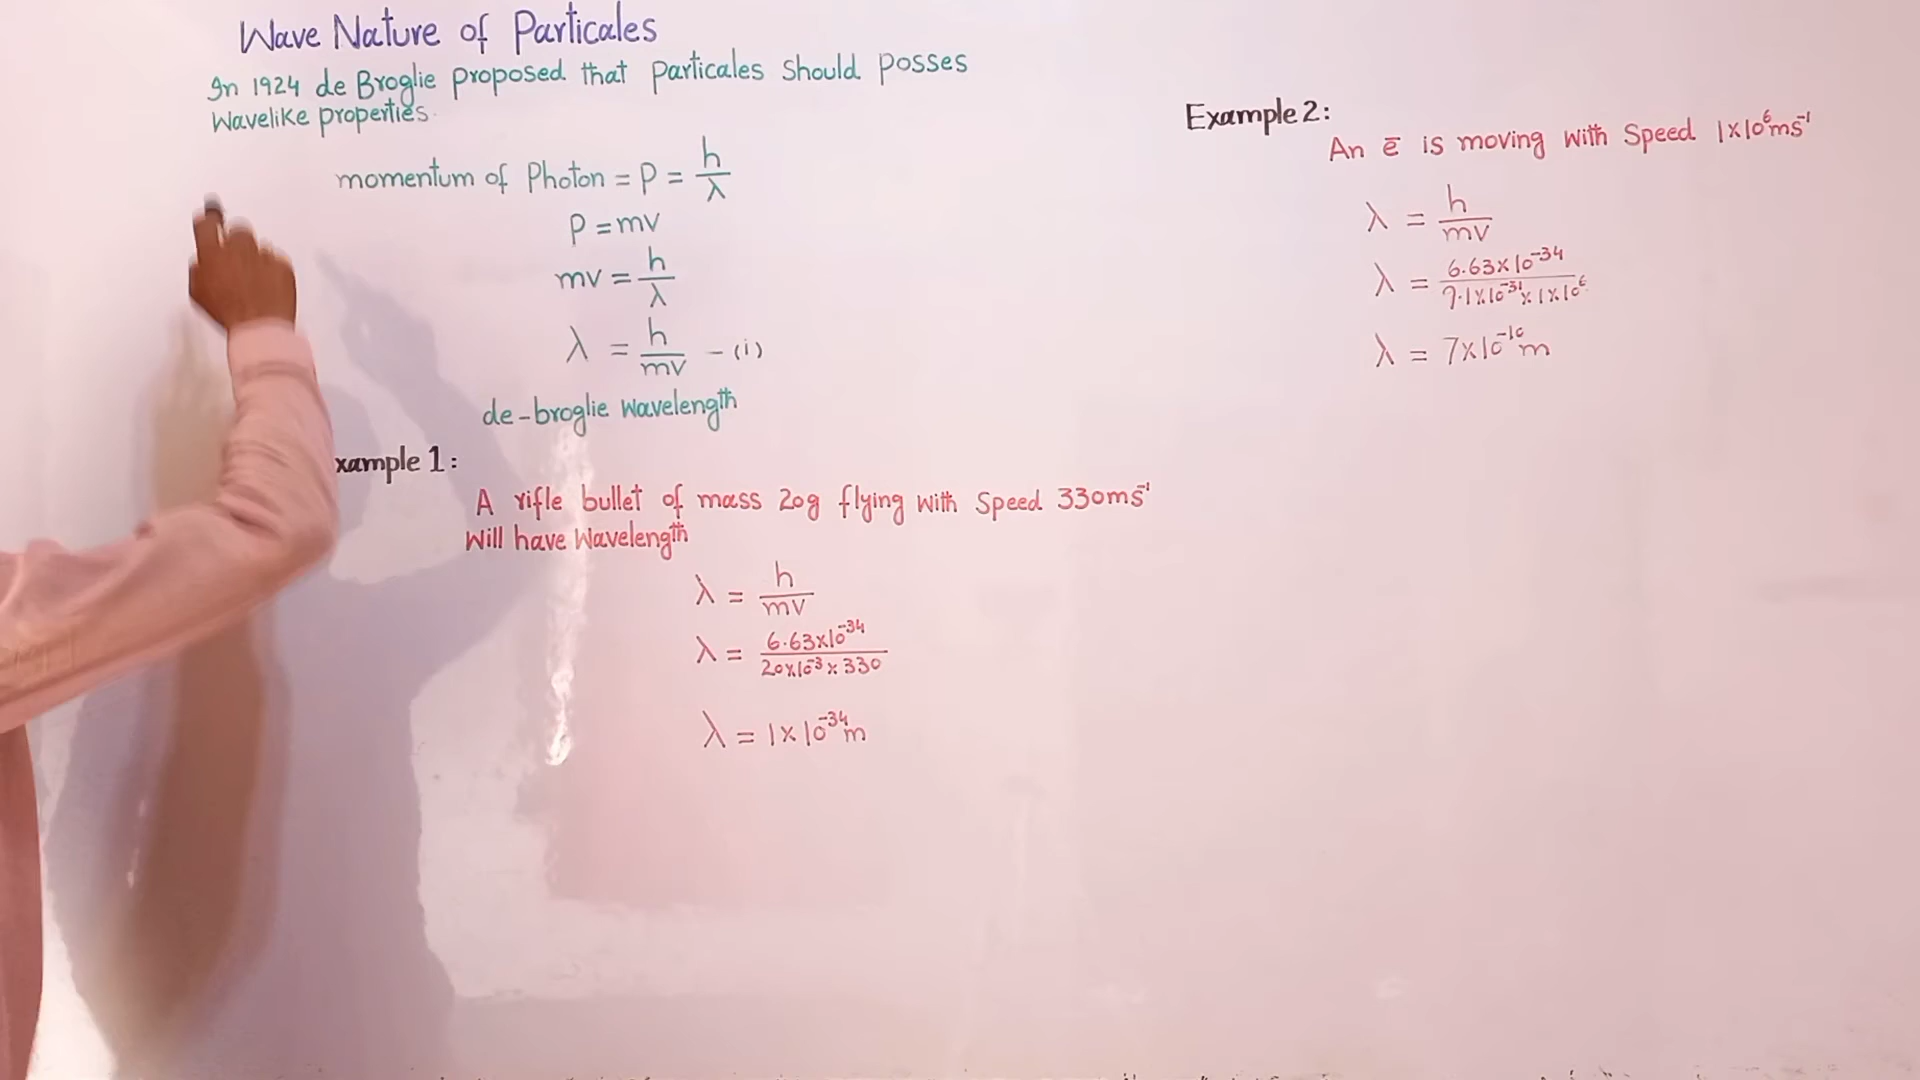 Wave Nature of Particales
In 1924 de Broglie proposed that particales should posses
Wavelike properties.
momentum of Photon = P = h/λ
P = mv
mv = h/λ
λ = h/mv - (i)
de-broglie wavelength
xample 1:
A rifle bullet of mass 20g flying with Speed 330ms⁻¹
Will have Wavelength
λ = h/mv
λ = 6.63×10⁻³⁴/20×10⁻³×330
λ = 1×10⁻³⁴m
Example 2:
An e̅ is moving with Speed 1×10⁶ms⁻¹
λ = h/mv
λ = 6.63×10⁻³⁴/9.1×10⁻³¹×1×10⁶
λ = 7×10⁻¹⁰m